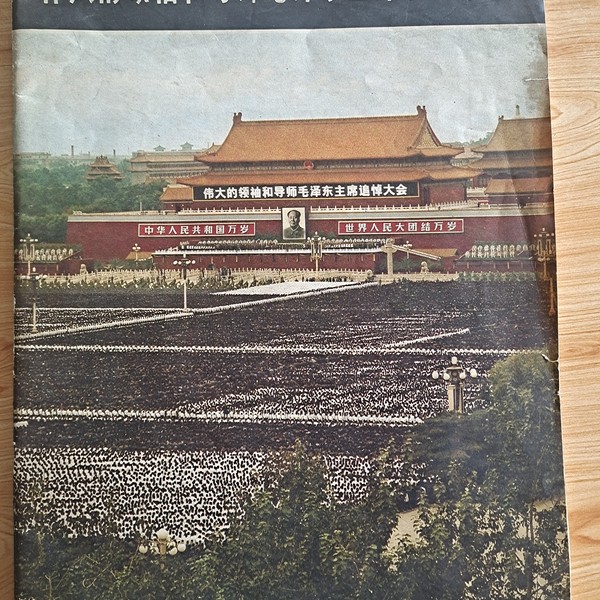 伟大的领袖和导师毛泽东主席追悼大会
中华人民共和国万岁
世界人民大团结万岁